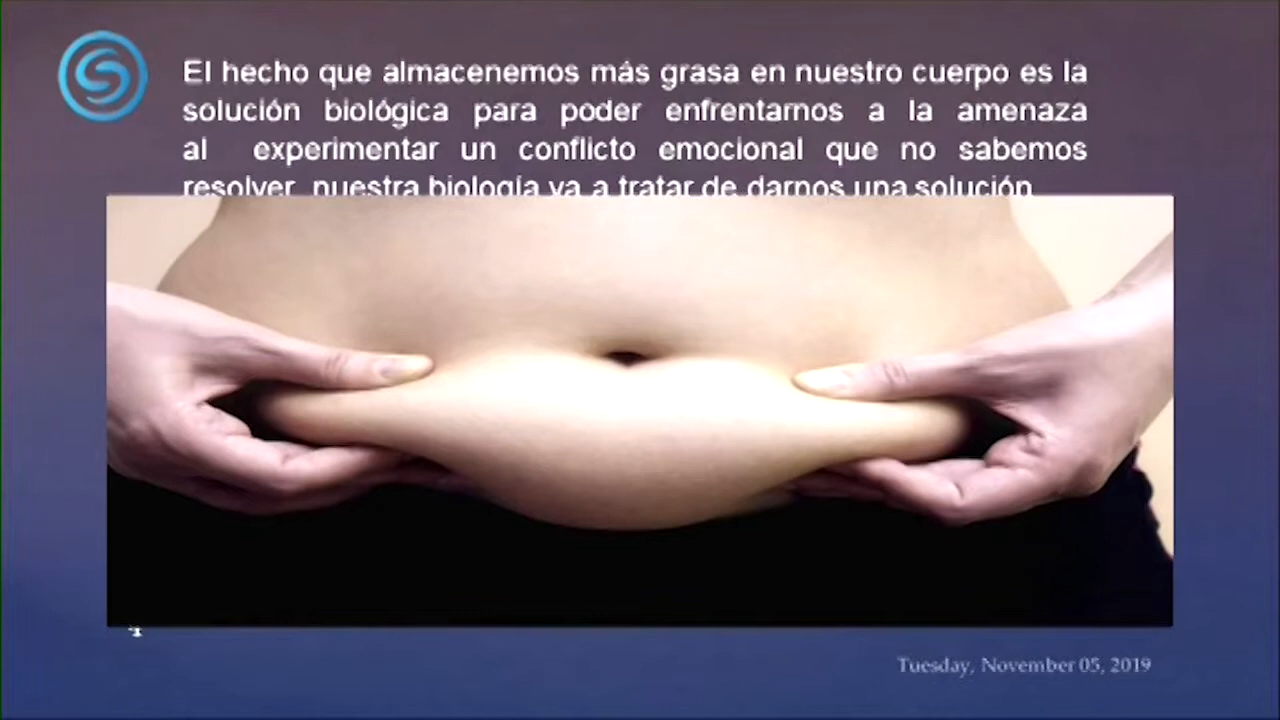 El hecho que almacenemos más grasa en nuestro cuerpo es la
solución biológica para poder enfrentarnos a la amenaza
al experimentar un conflicto emocional que no sabemos
resolver, nuestra biología va a tratar de darnos una solución
Tuesday, November 05, 2019